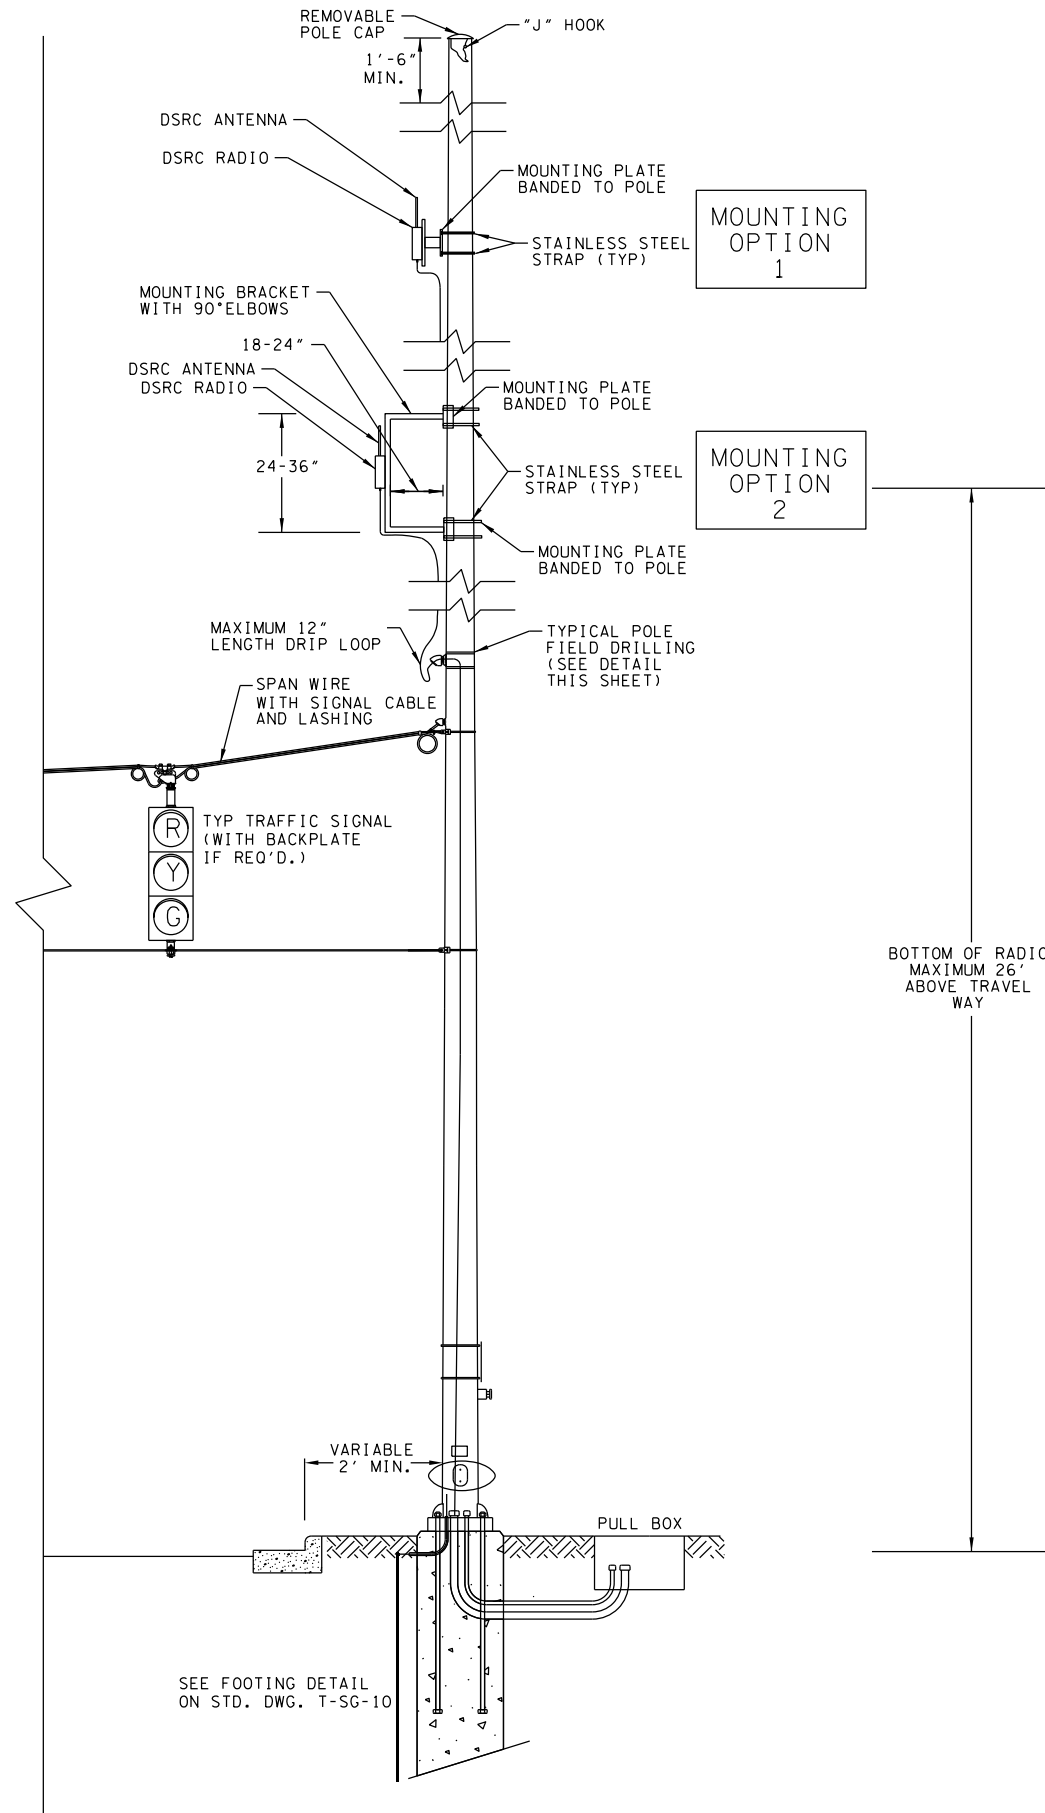 REMOVABLE
POLE CAP
"J" HOOK
1'-6"
MIN.
DSRC ANTENNA
DSRC RADIO
MOUNTING PLATE
BANDED TO POLE
MOUNTING
OPTION
1
STAINLESS STEEL
STRAP (TYP)
MOUNTING BRACKET
WITH 90°ELBOWS
18-24"
DSRC ANTENNA
DSRC RADIO
MOUNTING PLATE
BANDED TO POLE
24-36"
STAINLESS STEEL
STRAP (TYP)
MOUNTING
OPTION
2
MOUNTING PLATE
BANDED TO POLE
MAXIMUM 12"
LENGTH DRIP LOOP
TYPICAL POLE
FIELD DRILLING
(SEE DETAIL
THIS SHEET)
SPAN WIRE
WITH SIGNAL CABLE
AND LASHING
R
Y
G
TYP TRAFFIC SIGNAL
(WITH BACKPLATE
IF REQ'D.)
BOTTOM OF RADIO
MAXIMUM 26'
ABOVE TRAVEL
WAY
VARIABLE
2' MIN.
PULL BOX
SEE FOOTING DETAIL
ON STD. DWG. T-SG-10